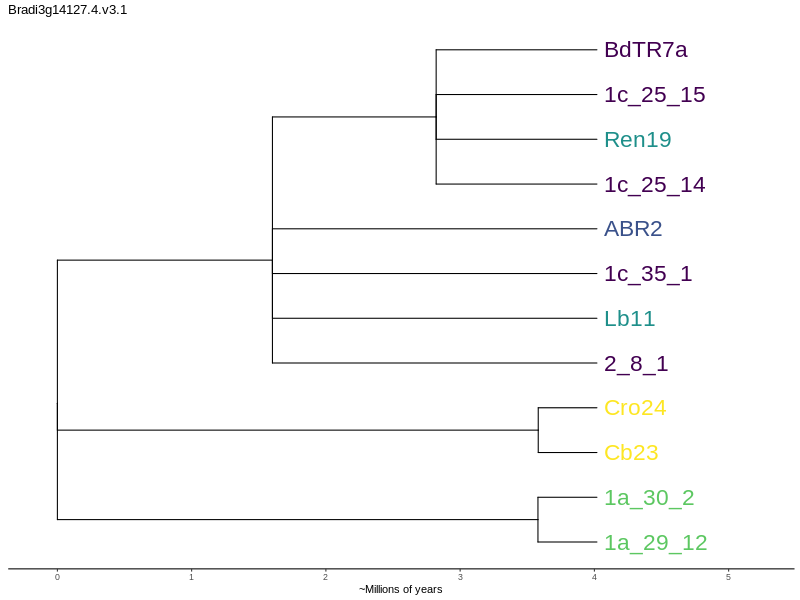 Bradi3g14127.4.v3.1
BdTR7a
1c_25_15
Ren19
1c_25_14
ABR2
1c_35_1
Lb11
2_8_1
Cro24
Cb23
1a_30_2
1a_29_12
0 1 2 3 4 5
~Millions of years